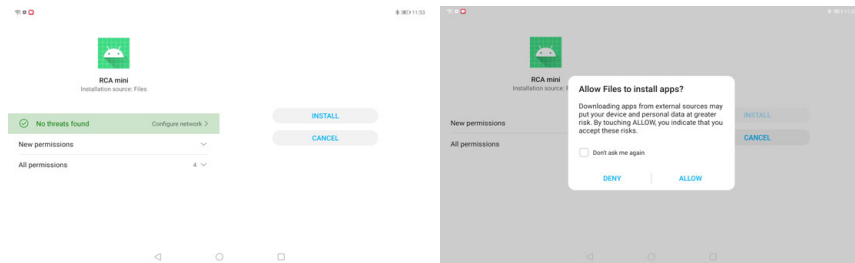 11:53
RCA mini
Installation source: Files
No threats found
Configure network >
New permissions
All permissions
4
INSTALL
CANCEL
RCA mini
Installation source:
New permissions
All permissions
Allow Files to install apps?
Downloading apps from external sources may
put your device and personal data at greater
risk. By touching ALLOW, you indicate that you
accept these risks.
Don't ask me again
DENY
ALLOW
INSTALL
CANCEL